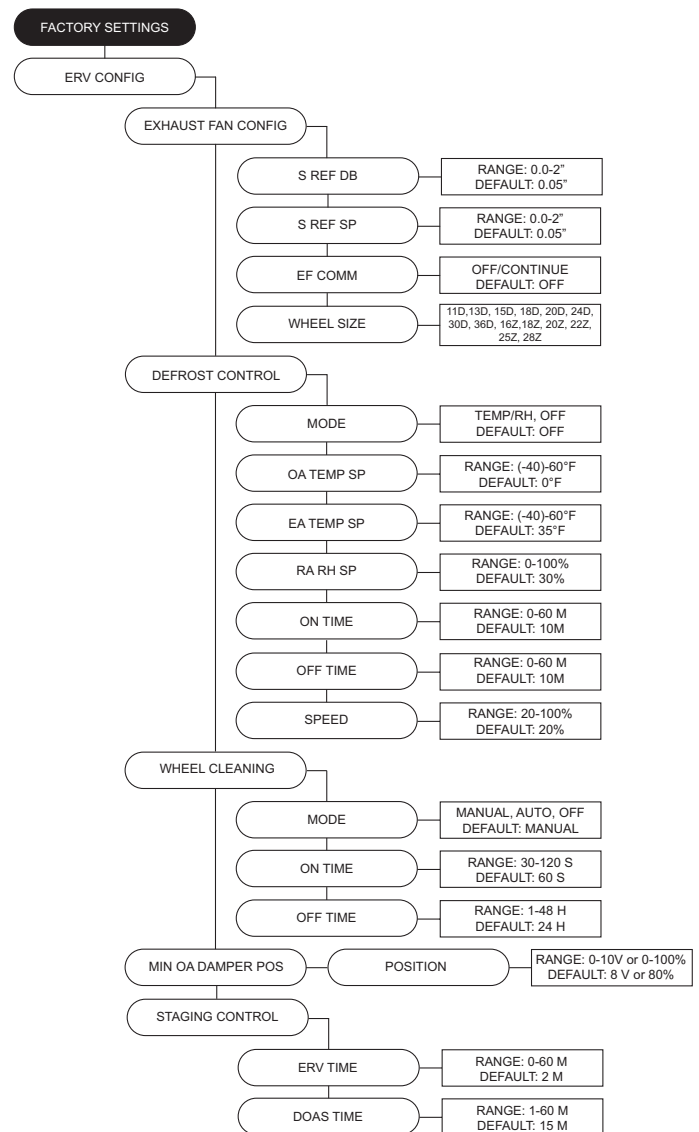 FACTORY SETTINGS
ERV CONFIG
EXHAUST FAN CONFIG
S REF DB
RANGE: 0.0-2”
DEFAULT: 0.05”
S REF SP
RANGE: 0.0-2”
DEFAULT: 0.05”
EF COMM
OFF/CONTINUE
DEFAULT: OFF
WHEEL SIZE
11D,13D, 15D, 18D, 20D, 24D,
30D, 36D, 16Z,18Z, 20Z, 22Z,
25Z, 28Z
DEFROST CONTROL
MODE
TEMP/RH, OFF
DEFAULT: OFF
OA TEMP SP
RANGE: (-40)-60°F
DEFAULT: 0°F
EA TEMP SP
RANGE: (-40)-60°F
DEFAULT: 35°F
RA RH SP
RANGE: 0-100%
DEFAULT: 30%
ON TIME
RANGE: 0-60 M
DEFAULT: 10M
OFF TIME
RANGE: 0-60 M
DEFAULT: 10M
SPEED
RANGE: 20-100%
DEFAULT: 20%
WHEEL CLEANING
MODE
MANUAL, AUTO, OFF
DEFAULT: MANUAL
ON TIME
RANGE: 30-120 S
DEFAULT: 60 S
OFF TIME
RANGE: 1-48 H
DEFAULT: 24 H
MIN OA DAMPER POS
POSITION
RANGE: 0-10V or 0-100%
DEFAULT: 8 V or 80%
STAGING CONTROL
ERV TIME
RANGE: 0-60 M
DEFAULT: 2 M
DOAS TIME
RANGE: 1-60 M
DEFAULT: 15 M